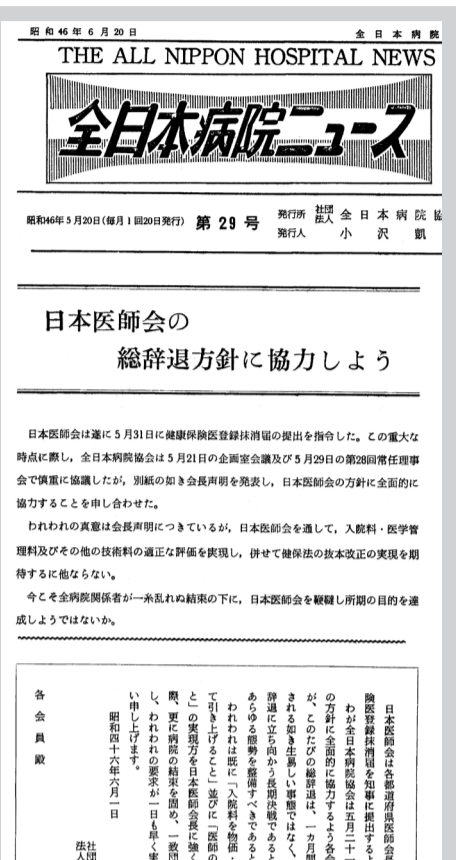 昭和46年6月20日
全日本病院
THE ALL NIPPON HOSPITAL NEWS
全日本病院ニュース
昭和46年5月20日(毎月1回20日発行) 第29号
発行所 社団法人 全日本病院協
発行人 小沢凱
日本医師会の
総辞退方針に協力しよう
日本医師会は遂に5月31日に健康保険医登録抹消届の提出を指令した。この重大な
時点に際し,全日本病院協会は5月21日の企画室会議及び5月29日の第28回常任理事
会で慎重に協議したが,別紙の如き会長声明を発表し,日本医師会の方針に全面的に
協力することを申し合わせた。
われわれの真意は会長声明につきているが,日本医師会を通して,入院料・医学管
理料及びその他の技術料の適正な評価を実現し,併せて健保法の抜本改正の実現を期
待するに他ならない。
今こそ全病院関係者が一糸乱れぬ結束の下に,日本医師会を鞭韃し所期の目的を達
成しようではないか。
日本医師会は各都道府県医師会長
険医登録抹消届を知事に提出すると
わが全日本病院協会は五月二十一
の方針に全面的に協力するよう各会
が、このたびの総辞退は、一カ月間
される如き生易しい事態ではなく、
辞退に立ち向かう長期決戦であると
あらゆる態勢を整備すべきであると
われわれは既に「入院料を物価・
て引き上げること」並びに「医師の
と」の実現方を日本医師会長に強く
際、更に病院の結束を固め、一致団
し、われわれの要求が一日も早く実
い申し上げます。
昭和四十六年六月一日
社団
法人
各会員殿